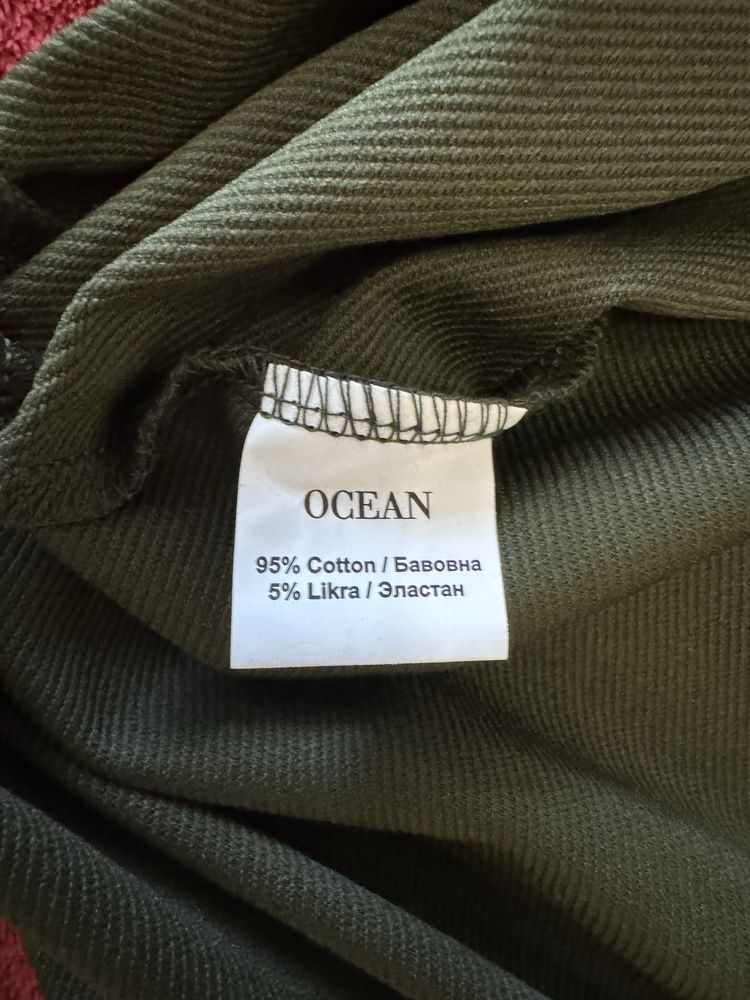 OCEAN
95% Cotton / Бавовна
5% Likra / Эластан